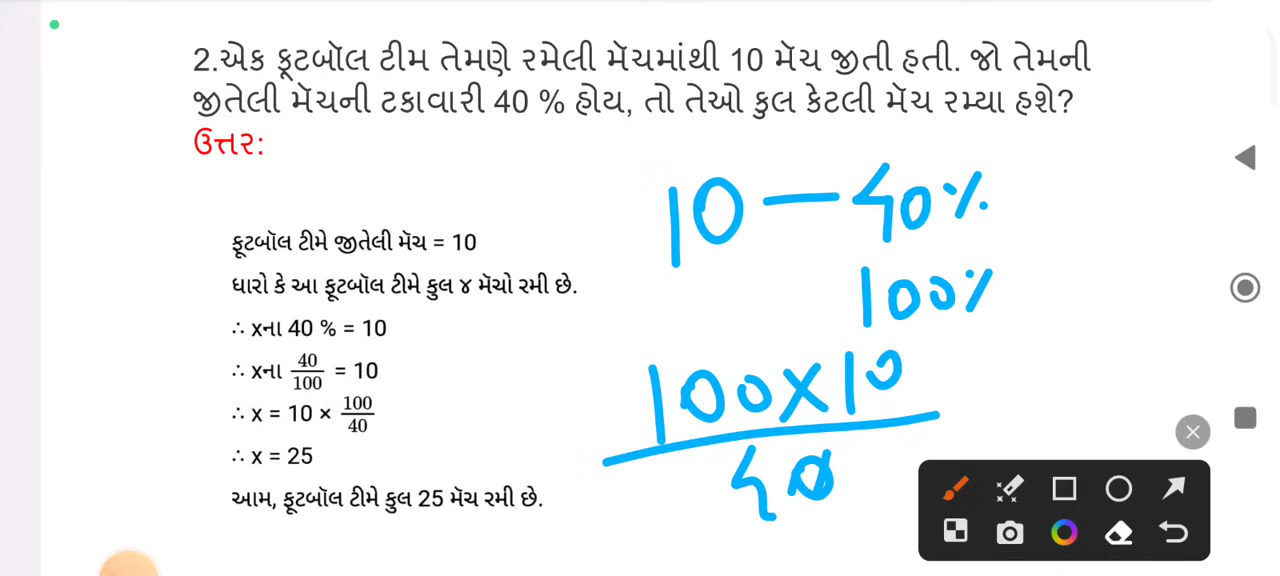 2.એક ફૂટબૉલ ટીમ તેમણે રમેલી મૅચમાંથી 10 મૅચ જીતી હતી. જો તેમની
જીતેલી મૅચની ટકાવારી 40 % હોય, તો તેઓ કુલ કેટલી મૅચ રમ્યા હશે?
ઉત્તર:
10 — 40%
100%
100×10
40
ફૂટબૉલ ટીમે જીતેલી મૅચ = 10
ધારો કે આ ફૂટબૉલ ટીમે કુલ ૪ મૅચો રમી છે.
∴ xના 40 % = 10
∴ xના 40/100 = 10
∴ x = 10 × 100/40
∴ x = 25
આમ, ફૂટબૉલ ટીમે કુલ 25 મૅચ રમી છે.